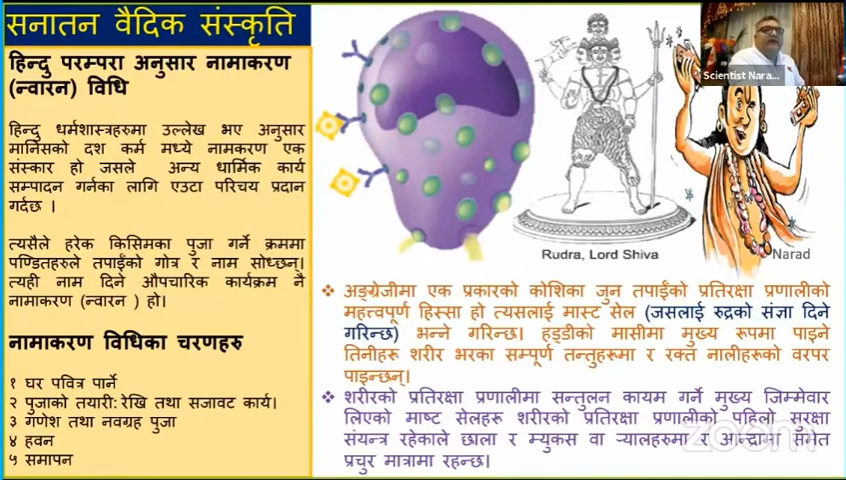 सनातन वैदिक संस्कृति
हिन्दु परम्परा अनुसार नामाकरण
(न्वारन) विधि
हिन्दु धर्मशास्त्रहरुमा उल्लेख भए अनुसार
मानिसको दश कर्म मध्ये नामकरण एक
संस्कार हो जसले अन्य धार्मिक कार्य
सम्पादन गर्नका लागि एउटा परिचय प्रदान
गर्दछ ।
त्यसैले हरेक किसिमका पुजा गर्ने क्रममा
पण्डितहरुले तपाईंको गोत्र र नाम सोध्छन्।
त्यही नाम दिने औपचारिक कार्यक्रम नै
नामाकरण (न्वारन ) हो।
नामाकरण विधिका चरणहरु
१ घर पवित्र पार्ने
२ पुजाको तयारी: रेखि तथा सजावट कार्य।
३ गणेश तथा नवग्रह पुजा
४ हवन
५ समापन
Scientist Nara...
Rudra, Lord Shiva
Narad
❖ अङ्ग्रेजीमा एक प्रकारको कोशिका जुन तपाईंको प्रतिरक्षा प्रणालीको
महत्त्वपूर्ण हिस्सा हो त्यसलाई मास्ट सेल (जसलाई रुद्रको संज्ञा दिने
गरिन्छ) भन्ने गरिन्छ। हड्डीको मासीमा मुख्य रूपमा पाइने
तिनीहरू शरीर भरका सम्पूर्ण तन्तुहरूमा र रक्त नालीहरूको वरपर
पाइन्छन्।
❖ शरीरको प्रतिरक्षा प्रणालीमा सन्तुलन कायम गर्ने मुख्य जिम्मेवार
लिएको माष्ट सेलहरू शरीरको प्रतिरक्षा प्रणालीको पहिलो सुरक्षा
संयन्त्र रहेकाले छाला र म्युकस वा र्‍यालहरुमा र आन्द्रामा समेत
प्रचुर मात्रामा रहन्छ।
zoom